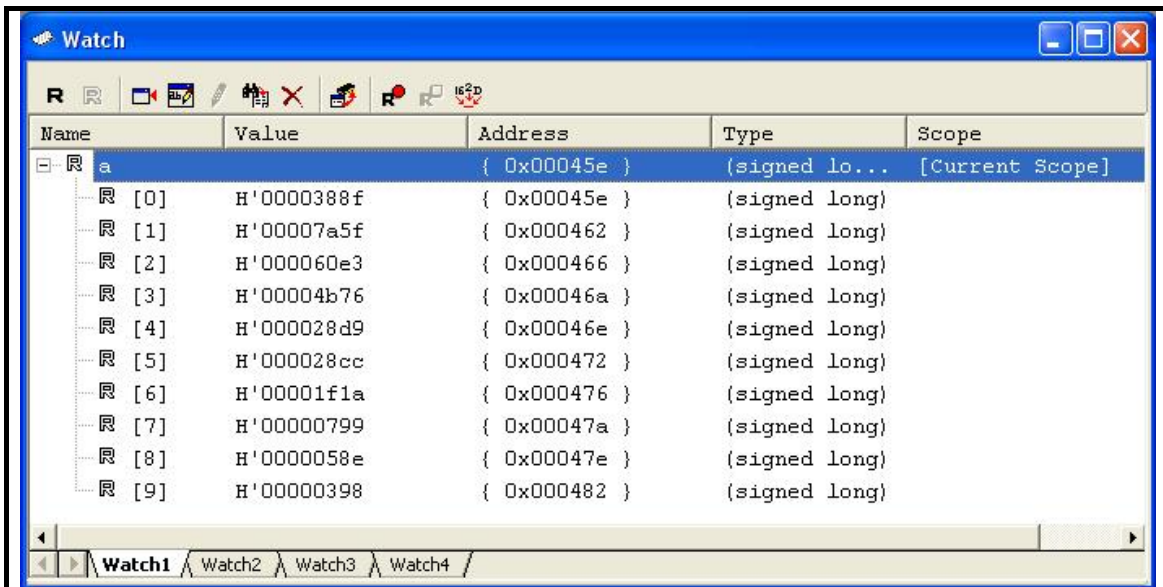 Watch
Name Value Address Type Scope
R a { 0x00045e } (signed lo... [Current Scope]
R [0] H'0000388f { 0x00045e } (signed long)
R [1] H'00007a5f { 0x000462 } (signed long)
R [2] H'000060e3 { 0x000466 } (signed long)
R [3] H'00004b76 { 0x00046a } (signed long)
R [4] H'000028d9 { 0x00046e } (signed long)
R [5] H'000028cc { 0x000472 } (signed long)
R [6] H'00001f1a { 0x000476 } (signed long)
R [7] H'00000799 { 0x00047a } (signed long)
R [8] H'0000058e { 0x00047e } (signed long)
R [9] H'00000398 { 0x000482 } (signed long)
Watch1 Watch2 Watch3 Watch4